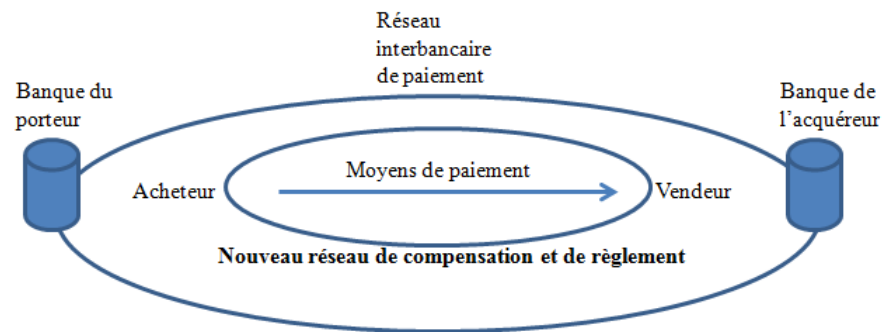 Réseau
interbancaire
de paiement
Banque du
porteur
Banque de
l’acquéreur
Moyens de paiement
Acheteur
Vendeur
Nouveau réseau de compensation et de règlement